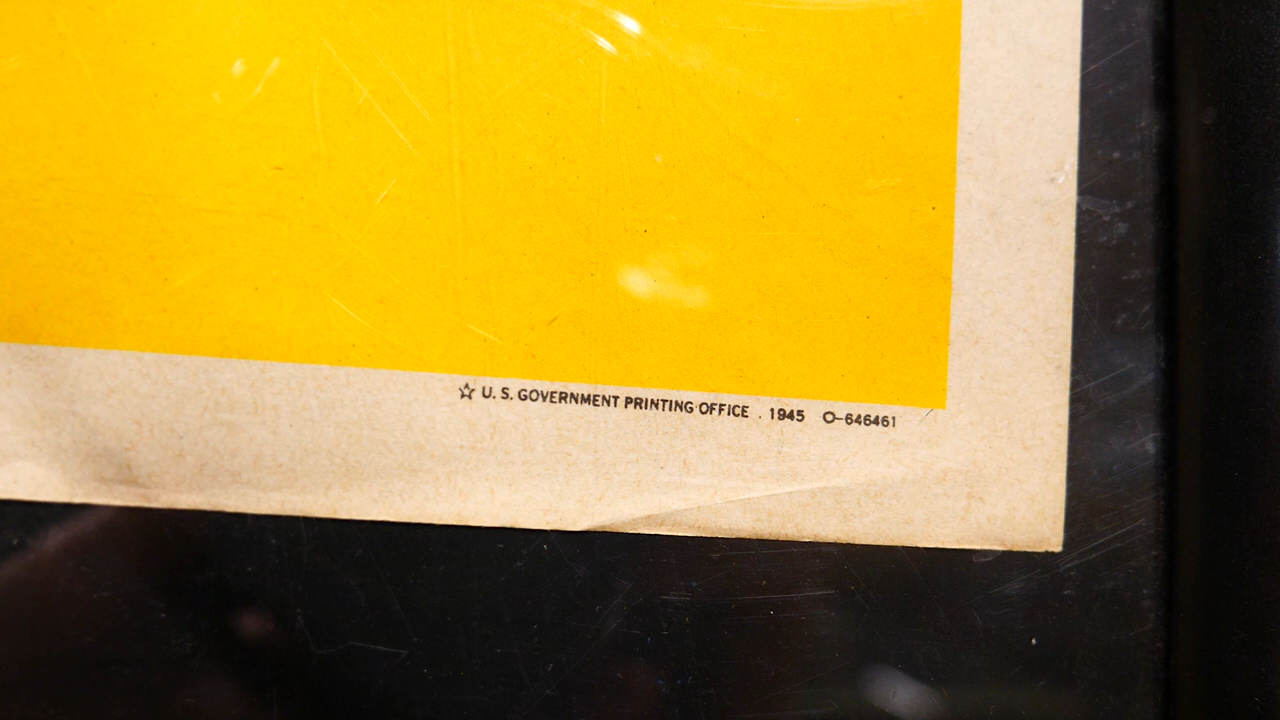 ☆ U. S. GOVERNMENT PRINTING OFFICE . 1945 O-646461